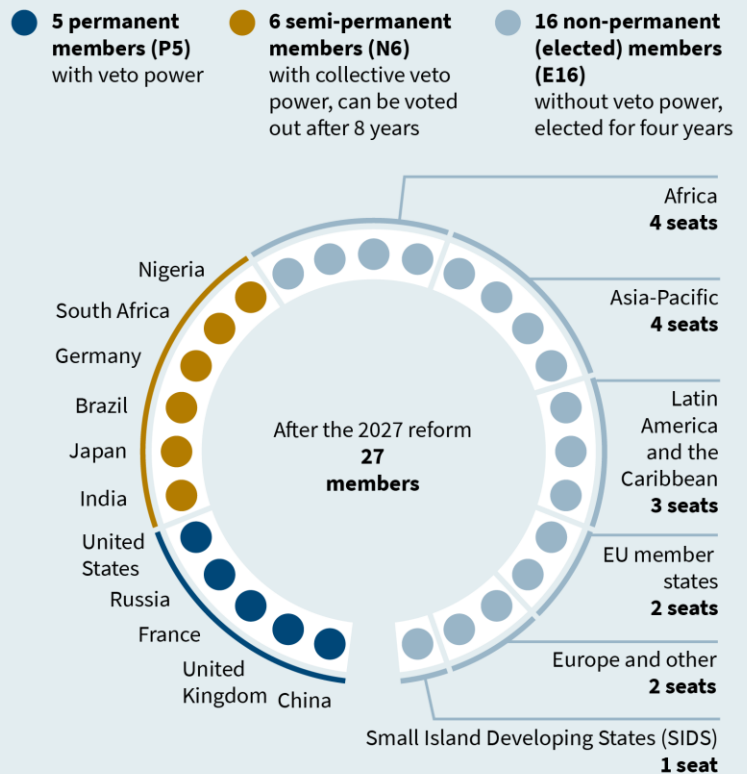 5 permanent
members (P5)
with veto power
6 semi-permanent
members (N6)
with collective veto
power, can be voted
out after 8 years
16 non-permanent
(elected) members
(E16)
without veto power,
elected for four years
Africa
4 seats
Asia-Pacific
4 seats
Latin
America
and the
Caribbean
3 seats
EU member
states
2 seats
Europe and other
2 seats
Small Island Developing States (SIDS)
1 seat
Nigeria
South Africa
Germany
Brazil
Japan
India
United
States
Russia
France
United
Kingdom
China
After the 2027 reform
27
members